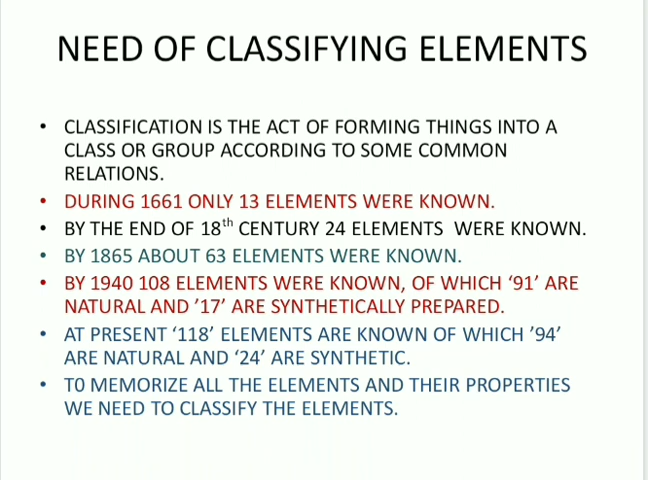 NEED OF CLASSIFYING ELEMENTS
• CLASSIFICATION IS THE ACT OF FORMING THINGS INTO A
CLASS OR GROUP ACCORDING TO SOME COMMON
RELATIONS.
• DURING 1661 ONLY 13 ELEMENTS WERE KNOWN.
• BY THE END OF 18th CENTURY 24 ELEMENTS WERE KNOWN.
• BY 1865 ABOUT 63 ELEMENTS WERE KNOWN.
• BY 1940 108 ELEMENTS WERE KNOWN, OF WHICH ‘91’ ARE
NATURAL AND ‘17’ ARE SYNTHETICALLY PREPARED.
• AT PRESENT ‘118’ ELEMENTS ARE KNOWN OF WHICH ’94’
ARE NATURAL AND ‘24’ ARE SYNTHETIC.
• T0 MEMORIZE ALL THE ELEMENTS AND THEIR PROPERTIES
WE NEED TO CLASSIFY THE ELEMENTS.